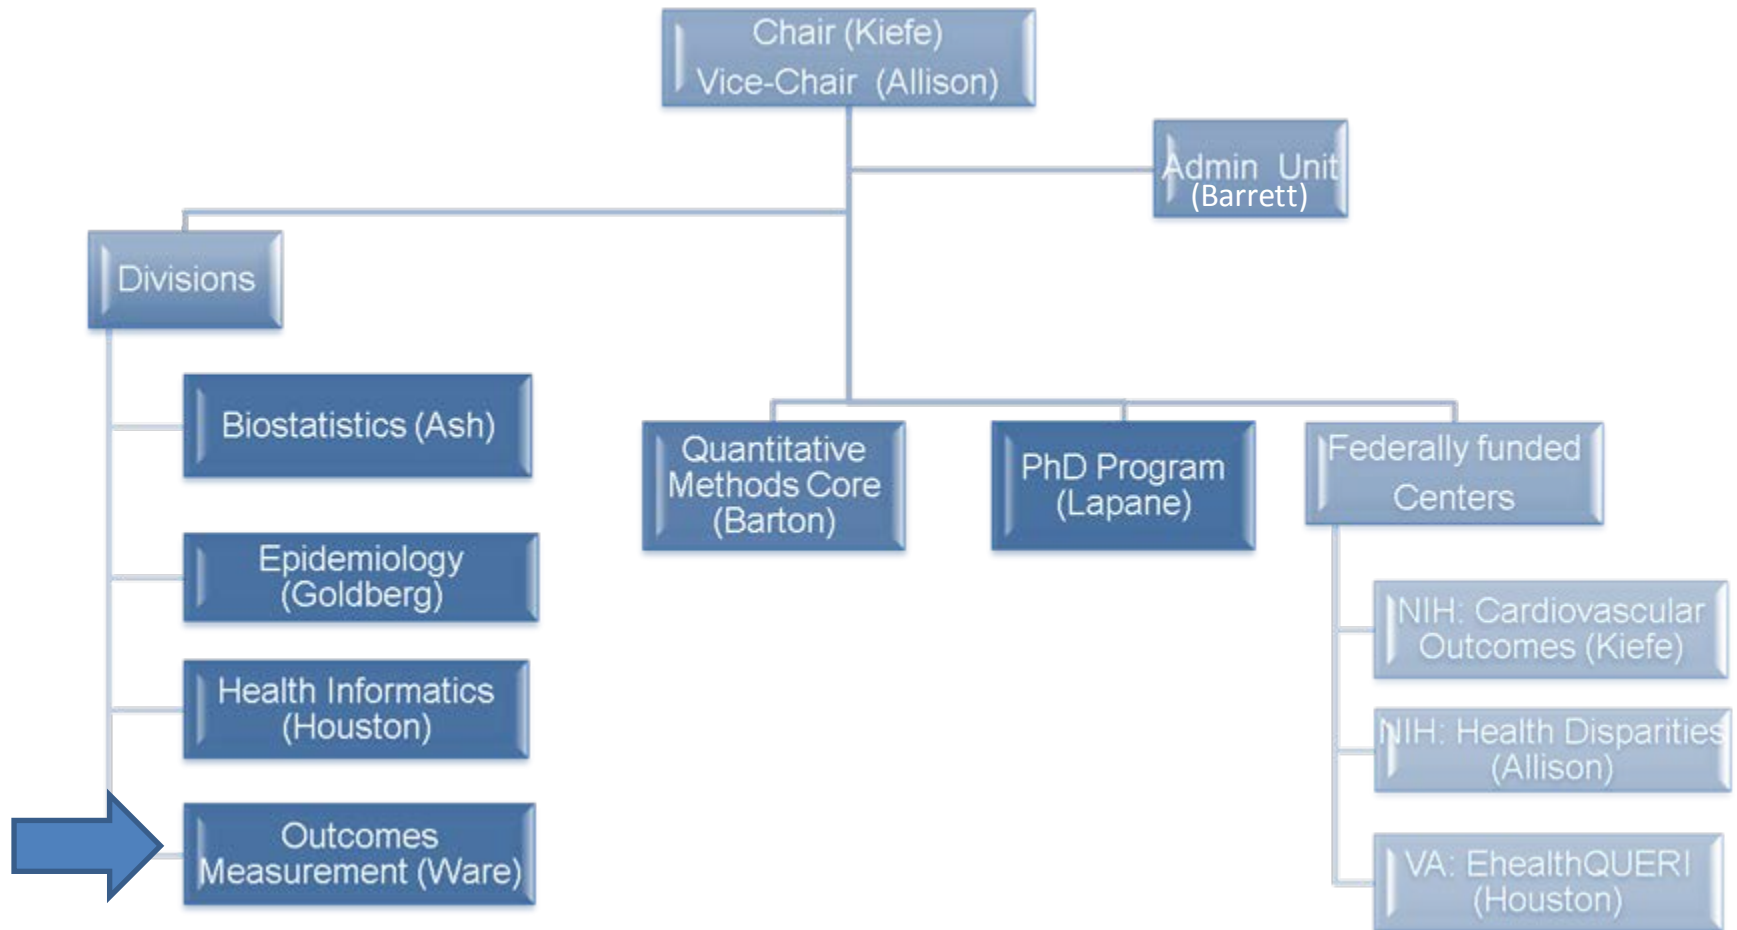 Chair (Kiefe)
Vice-Chair (Allison)
Admin Unit
(Barrett)
Divisions
Biostatistics (Ash)
Epidemiology
(Goldberg)
Health Informatics
(Houston)
Outcomes
Measurement (Ware)
Quantitative
Methods Core
(Barton)
PhD Program
(Lapane)
Federally funded
Centers
NIH: Cardiovascular
Outcomes (Kiefe)
NIH: Health Disparities
(Allison)
VA: EhealthQUERI
(Houston)